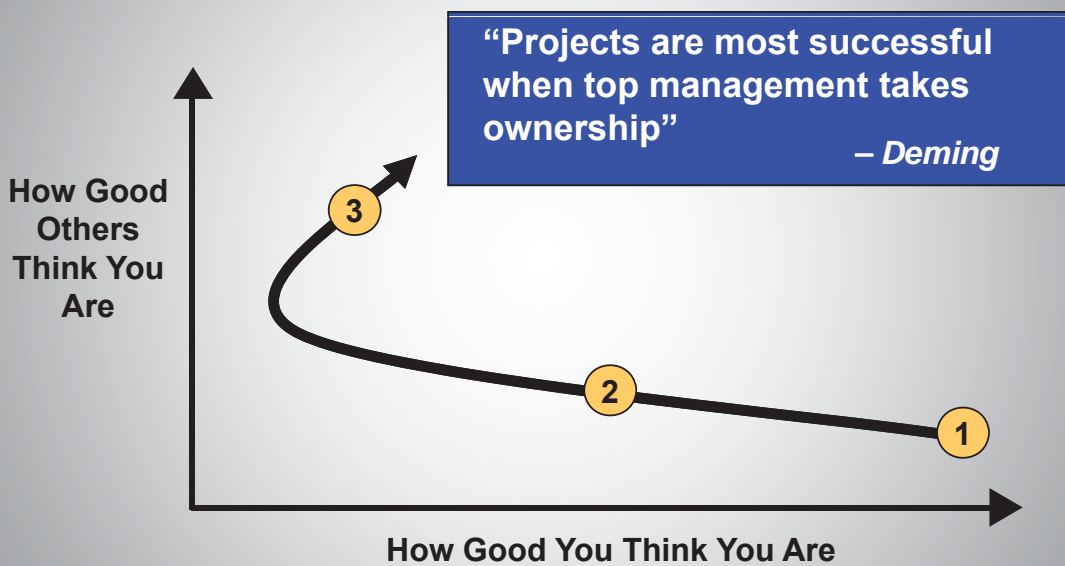 “Projects are most successful
when top management takes
ownership”
– Deming
How Good
Others
Think You
Are
3
2
1
How Good You Think You Are